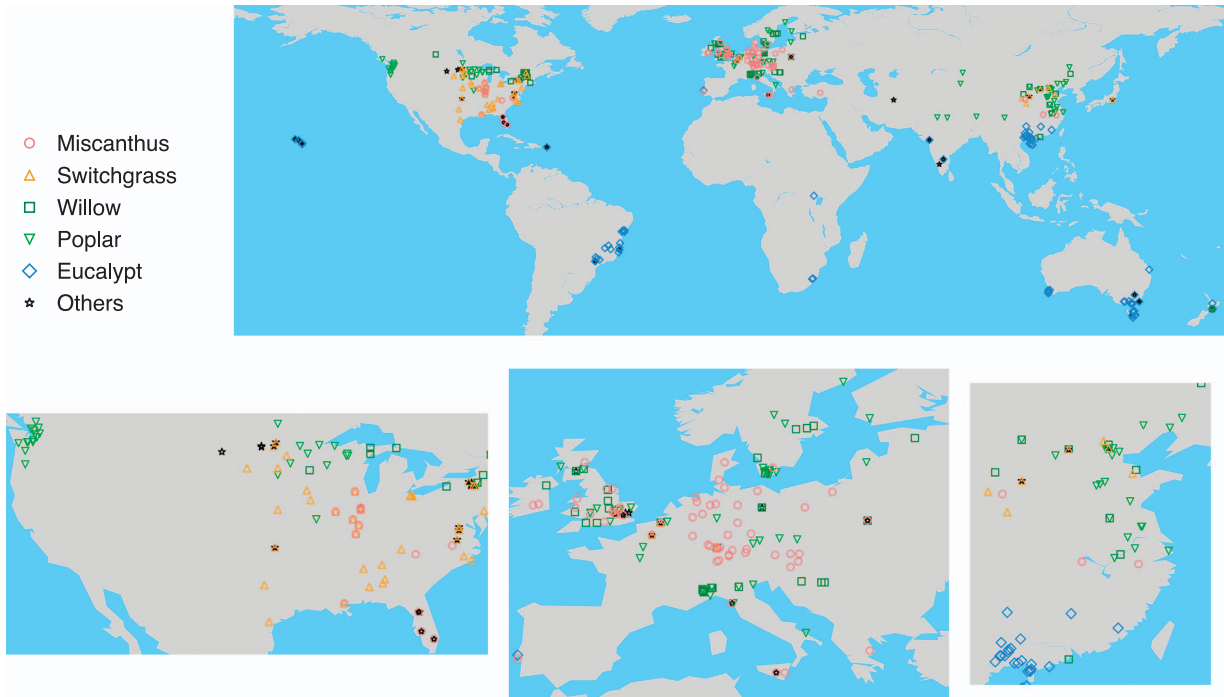 Miscanthus
Switchgrass
Willow
Poplar
Eucalypt
Others